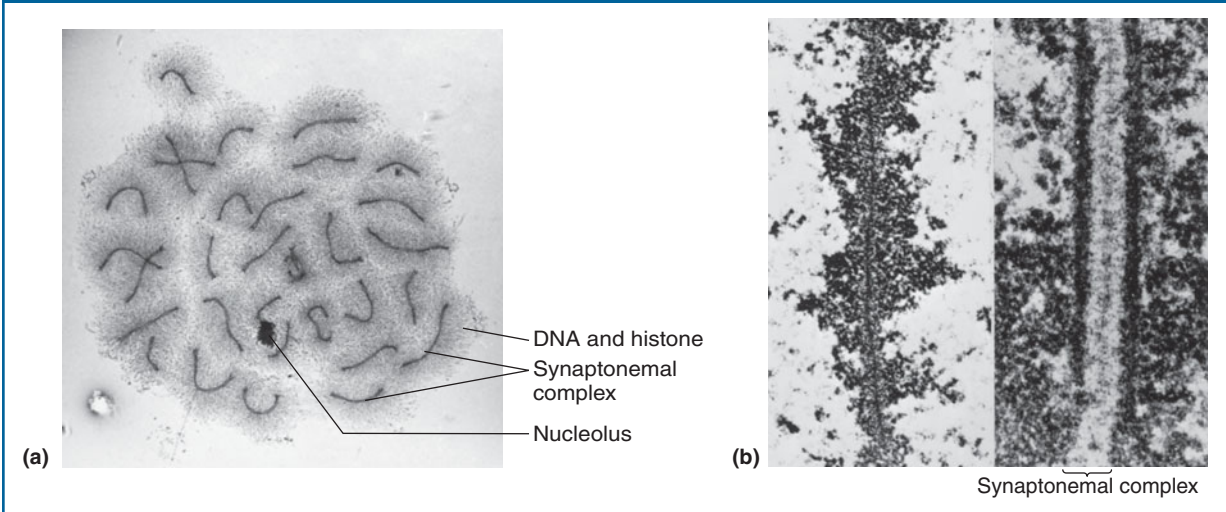 DNA and histone
Synaptonemal
complex
Nucleolus
(a)
(b)
Synaptonemal complex